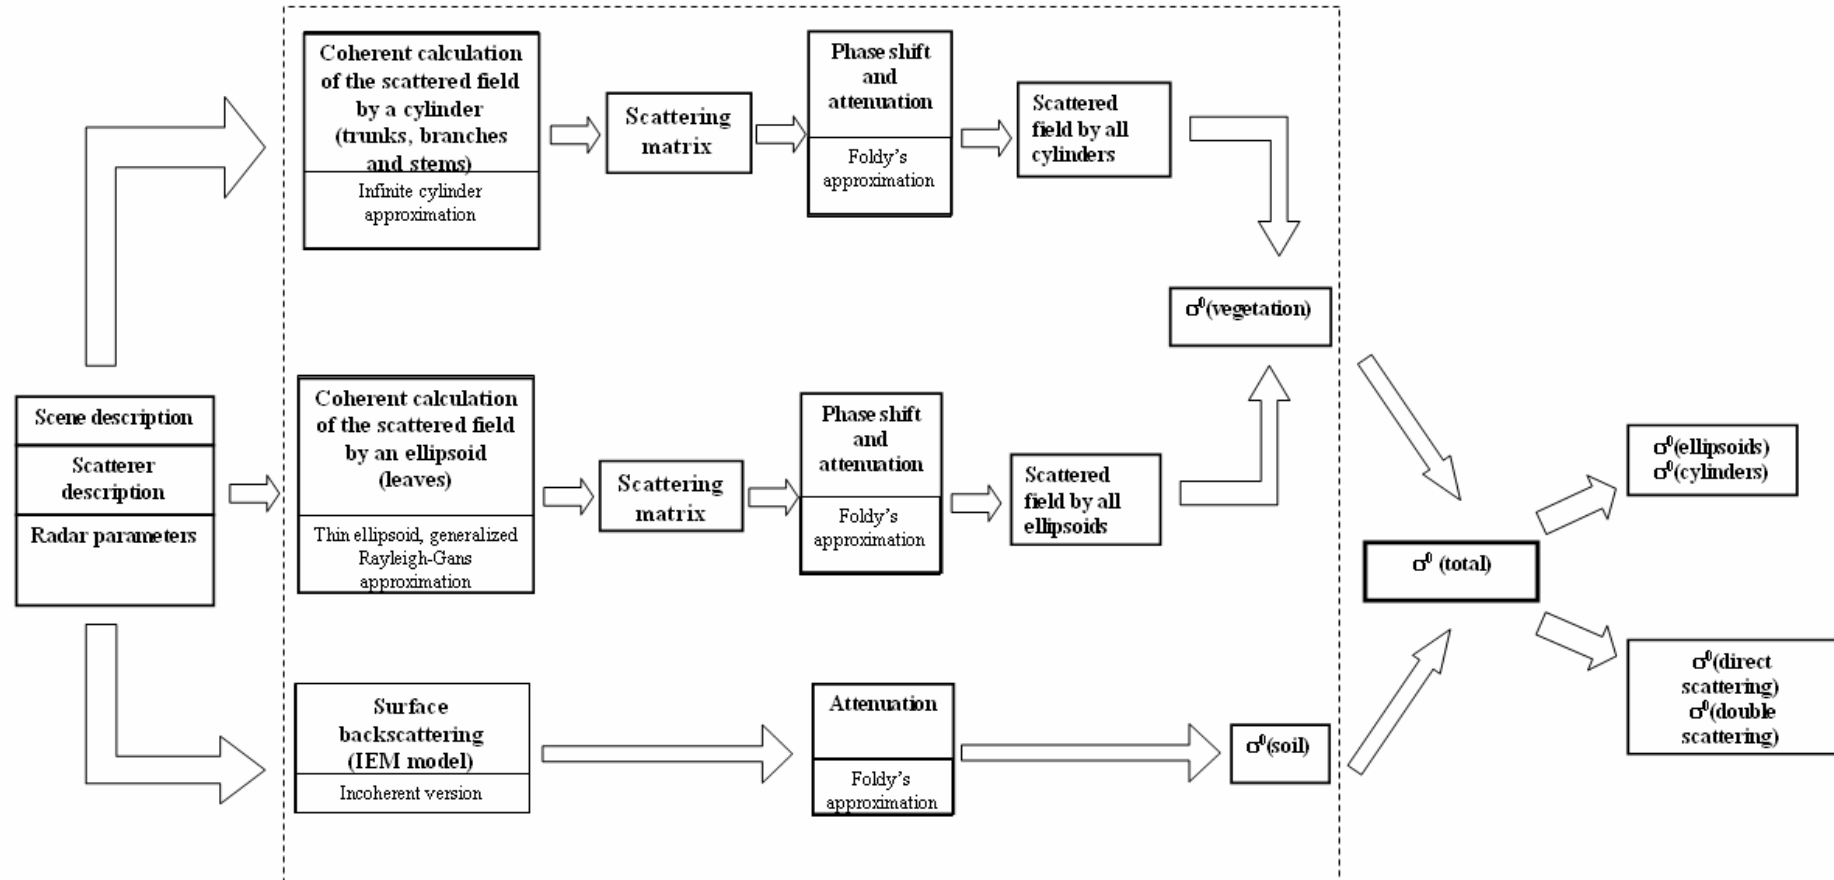 Scene description
Scatterer
description
Radar parameters
Coherent calculation
of the scattered field
by a cylinder
(trunks, branches
and stems)
Infinite cylinder
approximation
Scattering
matrix
Phase shift
and
attenuation
Foldy's
approximation
Scattered
field by all
cylinders
σ⁰(vegetation)
Coherent calculation
of the scattered field
by an ellipsoid
(leaves)
Thin ellipsoid, generalized
Rayleigh-Gans
approximation
Scattering
matrix
Phase shift
and
attenuation
Foldy's
approximation
Scattered
field by all
ellipsoids
Surface
backscattering
(IEM model)
Incoherent version
Attenuation
Foldy's
approximation
σ⁰(soil)
σ⁰ (total)
σ⁰(ellipsoids)
σ⁰(cylinders)
σ⁰(direct
scattering)
σ⁰(double
scattering)